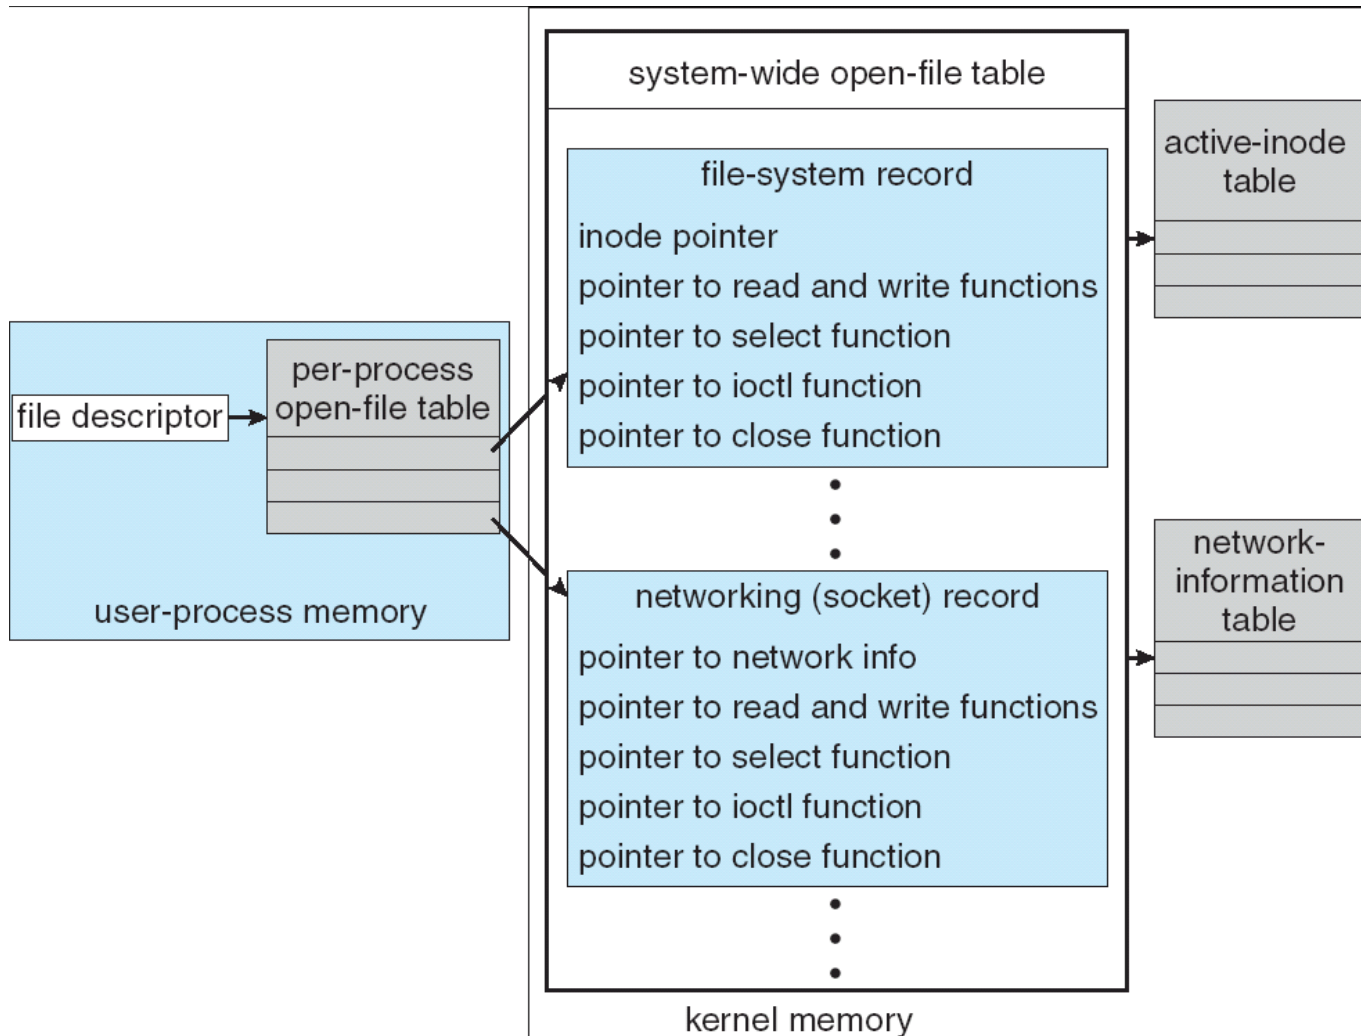 system-wide open-file table
file-system record
inode pointer
pointer to read and write functions
pointer to select function
pointer to ioctl function
pointer to close function
active-inode
table
per-process
open-file table
file descriptor
user-process memory
networking (socket) record
pointer to network info
pointer to read and write functions
pointer to select function
pointer to ioctl function
pointer to close function
network-
information
table
kernel memory